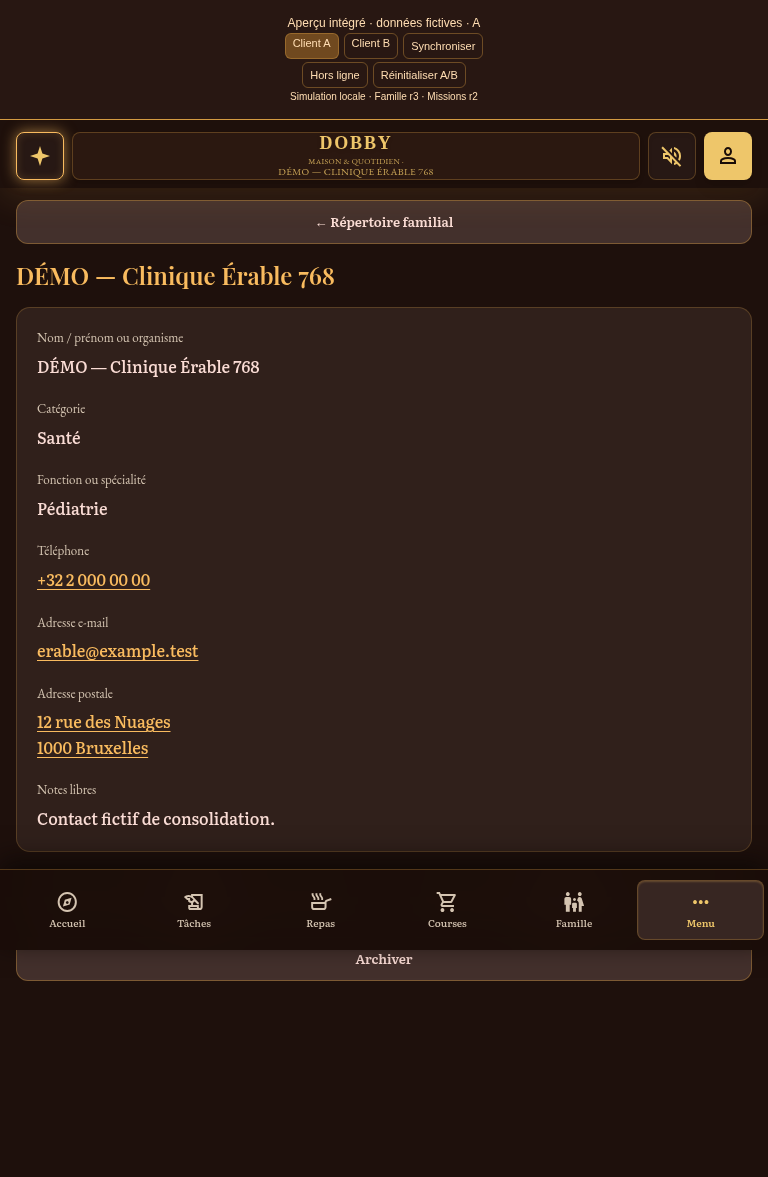 Aperçu intégré · données fictives · A
Client A
Client B
Synchroniser
Hors ligne
Réinitialiser A/B
Simulation locale · Famille r3 · Missions r2
DOBBY
MAISON & QUOTIDIEN ·
DÉMO — CLINIQUE ÉRABLE 768
← Répertoire familial
DÉMO — Clinique Érable 768
Nom / prénom ou organisme
DÉMO — Clinique Érable 768
Catégorie
Santé
Fonction ou spécialité
Pédiatrie
Téléphone
+32 2 000 00 00
Adresse e-mail
erable@example.test
Adresse postale
12 rue des Nuages
1000 Bruxelles
Notes libres
Contact fictif de consolidation.
Accueil
Tâches
Repas
Courses
Famille
Menu
Archiver